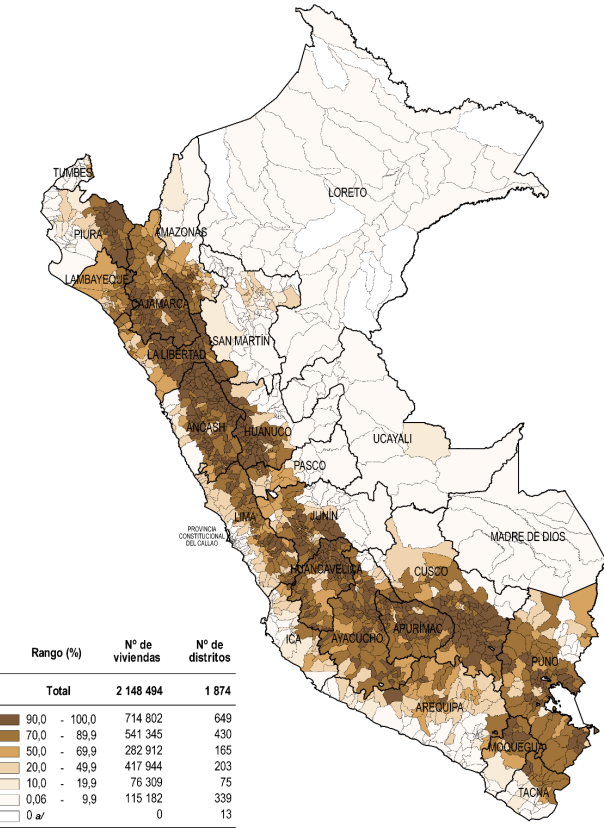 TUMBES
LORETO
PIURA
AMAZONAS
LAMBAYEQUE
CAJAMARCA
SAN MARTÍN
LA LIBERTAD
ANCASH
HUANUCO
UCAYALI
PASCO
LIMA
JUNIN
PROVINCIA
CONSTITUCIONAL
DEL CALLAO
MADRE DE DIOS
HUANCAVELICA
CUSCO
ICA
AYACUCHO
APURIMAC
PUNO
AREQUIPA
MOQUEGUA
TACNA
Rango (%) Nº de viviendas Nº de distritos
Total 2 148 494 1 874
90,0 - 100,0 714 802 649
70,0 - 89,9 541 345 430
50,0 - 69,9 282 912 165
20,0 - 49,9 417 944 203
10,0 - 19,9 76 309 75
0,06 - 9,9 115 182 339
0 a/ 0 13